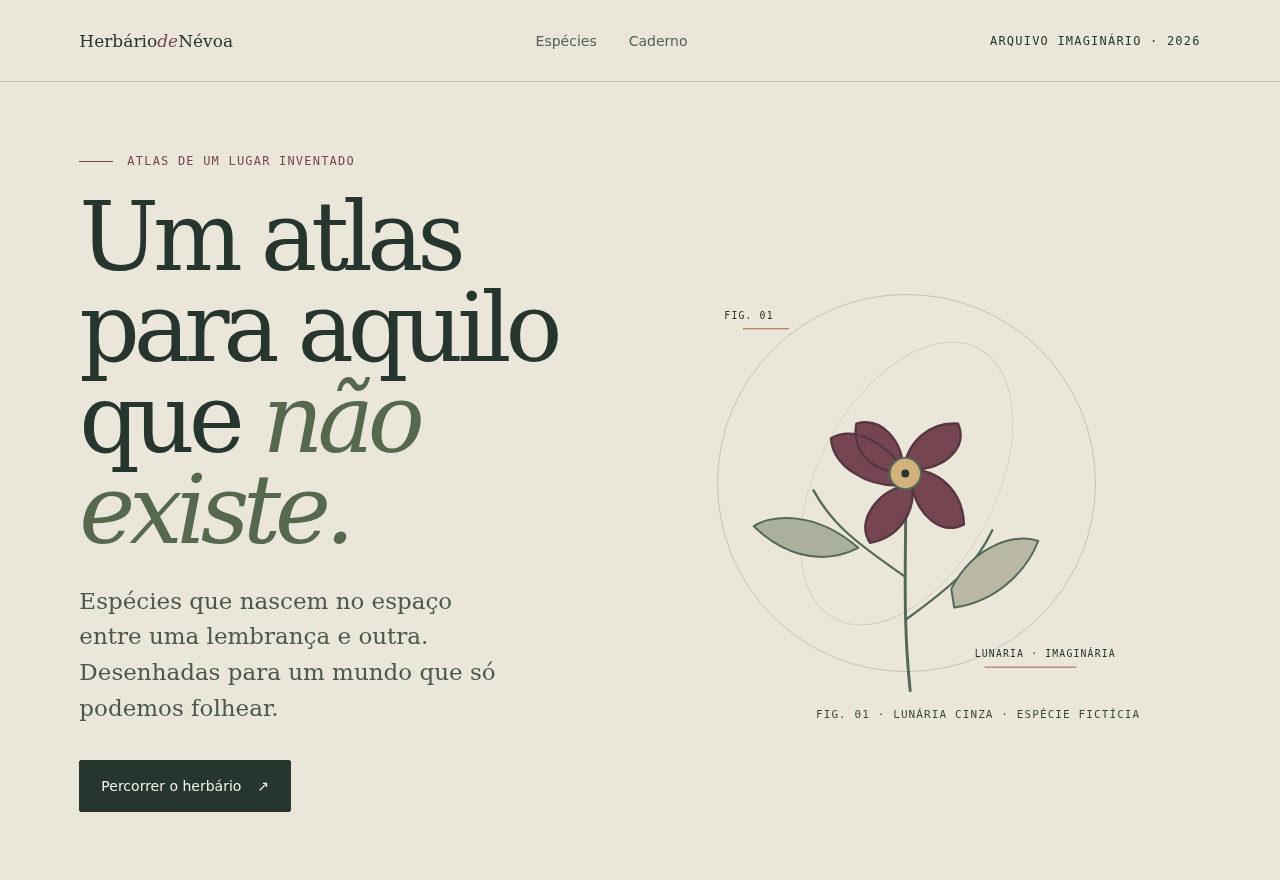 HerbáriodeNévoa
Espécies
Caderno
ARQUIVO IMAGINÁRIO · 2026
ATLAS DE UM LUGAR INVENTADO
Um atlas
para aquilo
que não
existe.
Espécies que nascem no espaço
entre uma lembrança e outra.
Desenhadas para um mundo que só
podemos folhear.
Percorrer o herbário ↗
FIG. 01
LUNARIA · IMAGINÁRIA
FIG. 01 · LUNÁRIA CINZA · ESPÉCIE FICTÍCIA